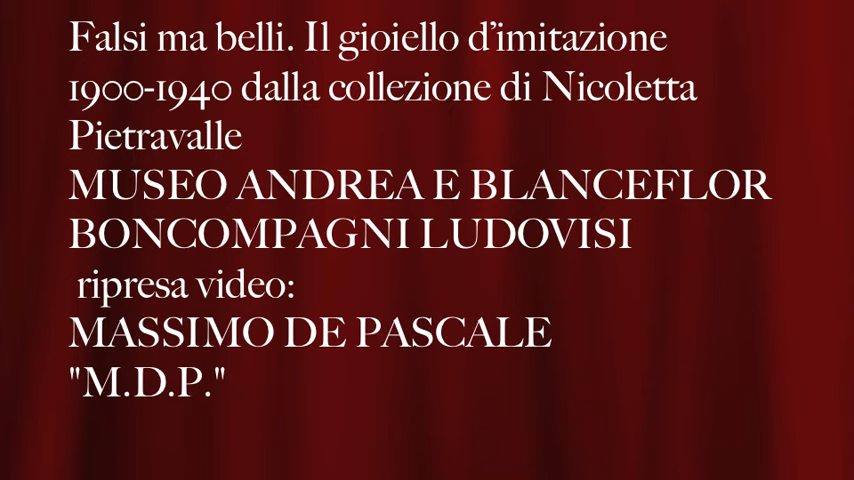 Falsi ma belli. Il gioiello d’imitazione
1900-1940 dalla collezione di Nicoletta
Pietravalle
MUSEO ANDREA E BLANCEFLOR
BONCOMPAGNI LUDOVISI
ripresa video:
MASSIMO DE PASCALE
"M.D.P."